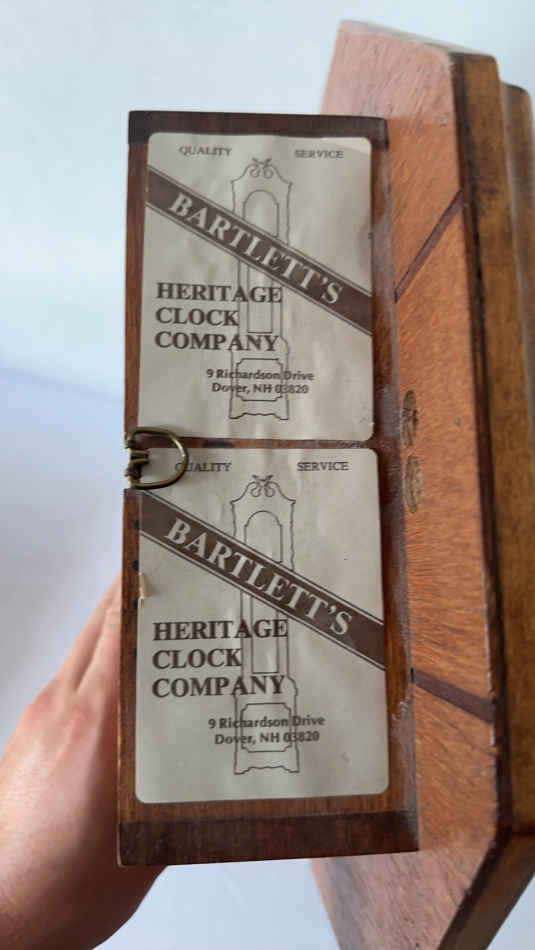 QUALITY SERVICE
BARTLETT'S
HERITAGE
CLOCK
COMPANY
9 Richardson Drive
Dover, NH 03820
QUALITY SERVICE
BARTLETT'S
HERITAGE
CLOCK
COMPANY
9 Richardson Drive
Dover, NH 03820